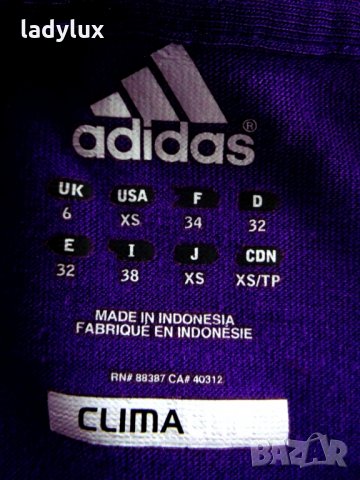 ladylux
adidas®
UK USA F D
6 XS 34 32
E I J CDN
32 38 XS XS/TP
MADE IN INDONESIA
FABRIQUÉ EN INDONÉSIE
RN# 88387 CA# 40312
CLIMA
BAZAR